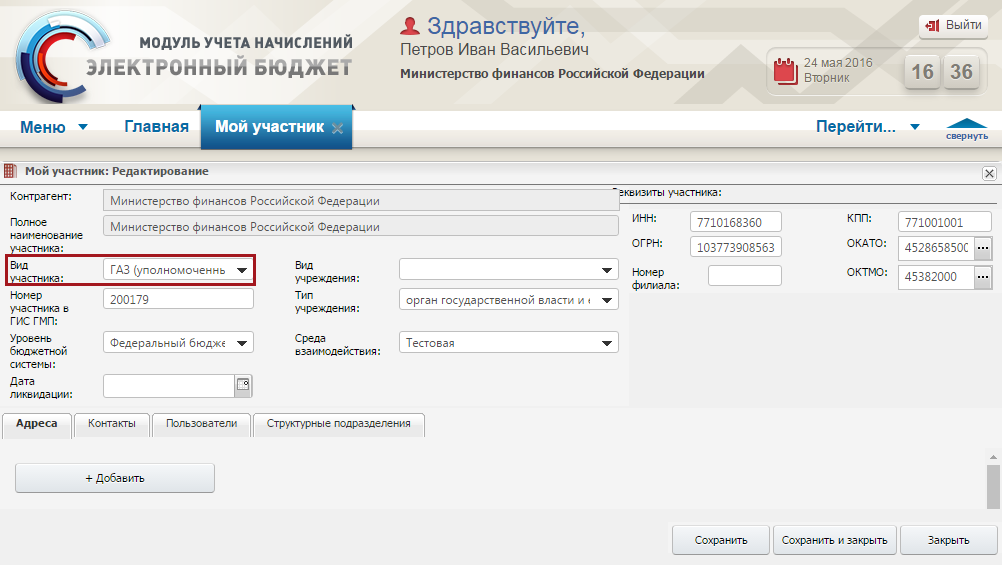 МОДУЛЬ УЧЕТА НАЧИСЛЕНИЙ
ЭЛЕКТРОННЫЙ БЮДЖЕТ
Здравствуйте,
Петров Иван Васильевич
Министерство финансов Российской Федерации
Выйти
24 мая 2016
Вторник
16 36
Меню
Главная
Мой участник
Перейти...
свернуть
Мой участник: Редактирование
Контрагент:
Министерство финансов Российской Федерации
Полное
наименование
участника:
Министерство финансов Российской Федерации
Вид
участника:
ГАЗ (уполномоченнь
Вид
учреждения:
Номер
участника в
ГИС ГМП:
200179
Тип
учреждения:
орган государственной власти и
Уровень
бюджетной
системы:
Федеральный бюдже
Среда
взаимодействия:
Тестовая
Дата
ликвидации:
еквизиты участника:
ИНН:
7710168360
КПП:
771001001
ОГРН:
103773908563
ОКАТО:
4528658500
...
Номер
филиала:
ОКТМО:
45382000
...
Адреса
Контакты
Пользователи
Структурные подразделения
+ Добавить
Сохранить
Сохранить и закрыть
Закрыть